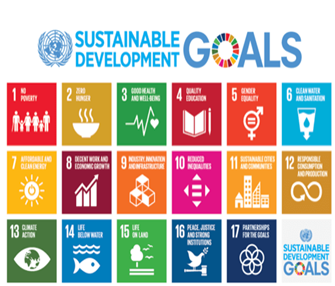 SUSTAINABLE
DEVELOPMENT
GOALS
1 NO
POVERTY
2 ZERO
HUNGER
3 GOOD HEALTH
AND WELL-BEING
4 QUALITY
EDUCATION
5 GENDER
EQUALITY
6 CLEAN WATER
AND SANITATION
7 AFFORDABLE AND
CLEAN ENERGY
8 DECENT WORK AND
ECONOMIC GROWTH
9 INDUSTRY, INNOVATION
AND INFRASTRUCTURE
10 REDUCED
INEQUALITIES
11 SUSTAINABLE CITIES
AND COMMUNITIES
12 RESPONSIBLE
CONSUMPTION
AND PRODUCTION
13 CLIMATE
ACTION
14 LIFE
BELOW WATER
15 LIFE
ON LAND
16 PEACE, JUSTICE
AND STRONG
INSTITUTIONS
17 PARTNERSHIPS
FOR THE GOALS
SUSTAINABLE
DEVELOPMENT
GOALS